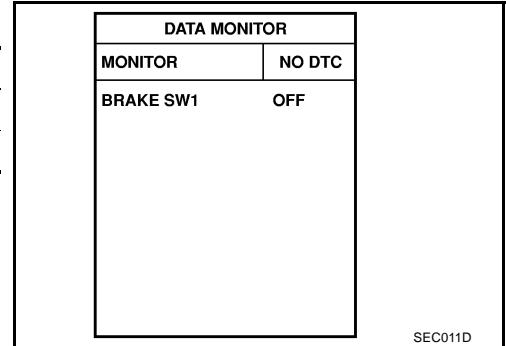 DATA MONITOR
MONITOR NO DTC
BRAKE SW1 OFF
SEC011D